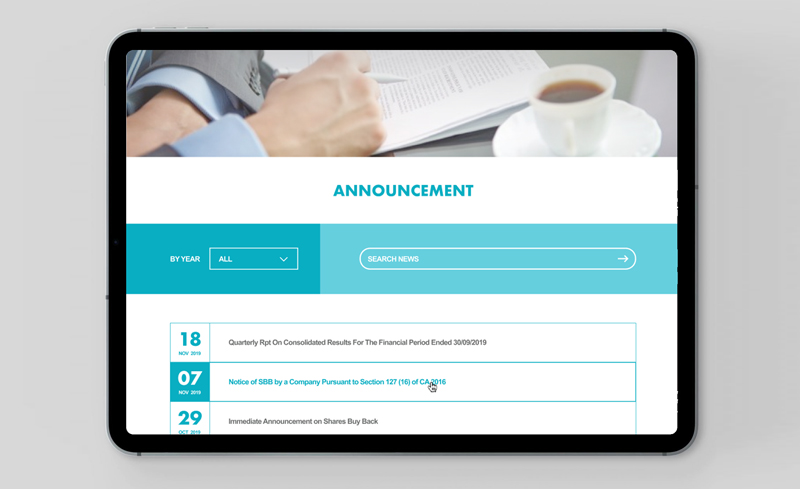 ANNOUNCEMENT
BY YEAR
ALL
SEARCH NEWS
18
NOV 2019
Quarterly Rpt On Consolidated Results For The Financial Period Ended 30/09/2019
07
NOV 2019
Notice of SBB by a Company Pursuant to Section 127 (16) of CA 2016
29
OCT 2019
Immediate Announcement on Shares Buy Back